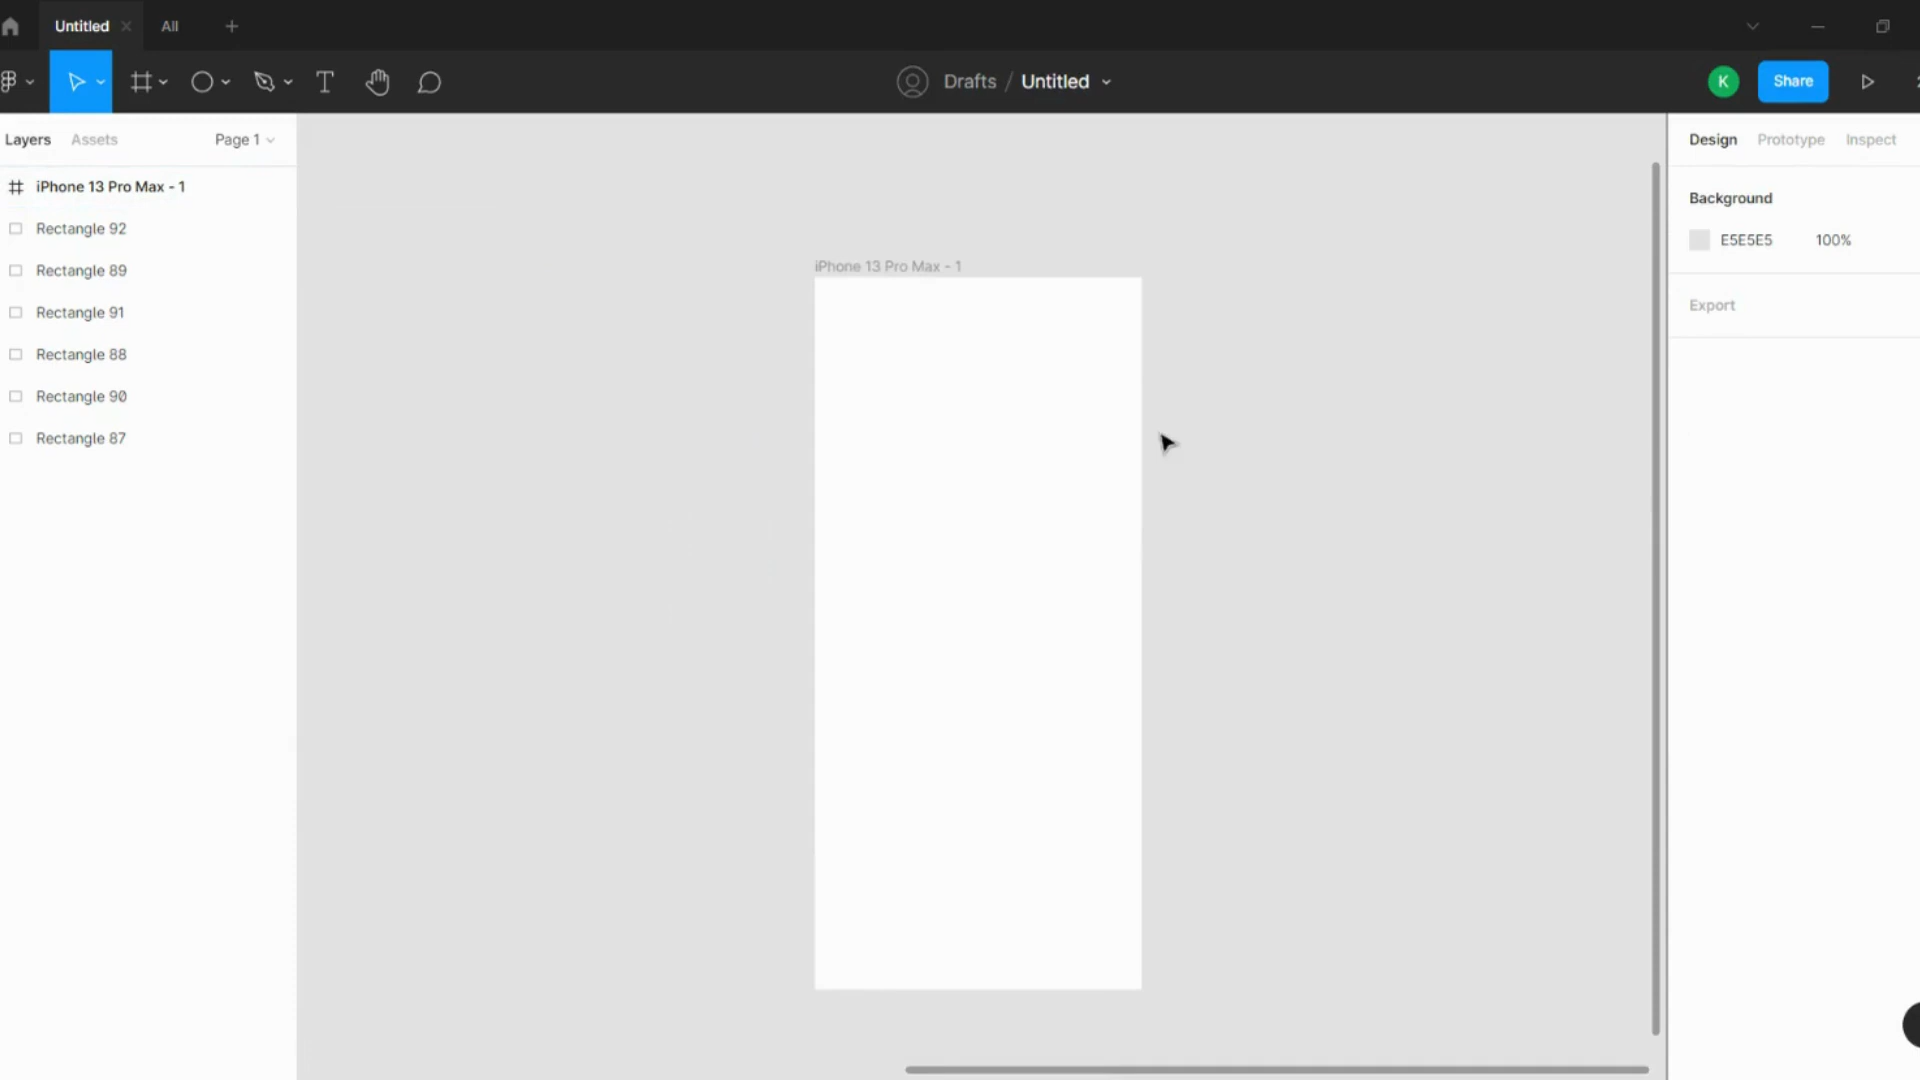 Untitled
All
Drafts / Untitled
K
Share
Layers
Assets
Page 1
Design
Prototype
Inspect
iPhone 13 Pro Max - 1
Rectangle 92
Rectangle 89
Rectangle 91
Rectangle 88
Rectangle 90
Rectangle 87
iPhone 13 Pro Max - 1
Background
E5E5E5 100%
Export